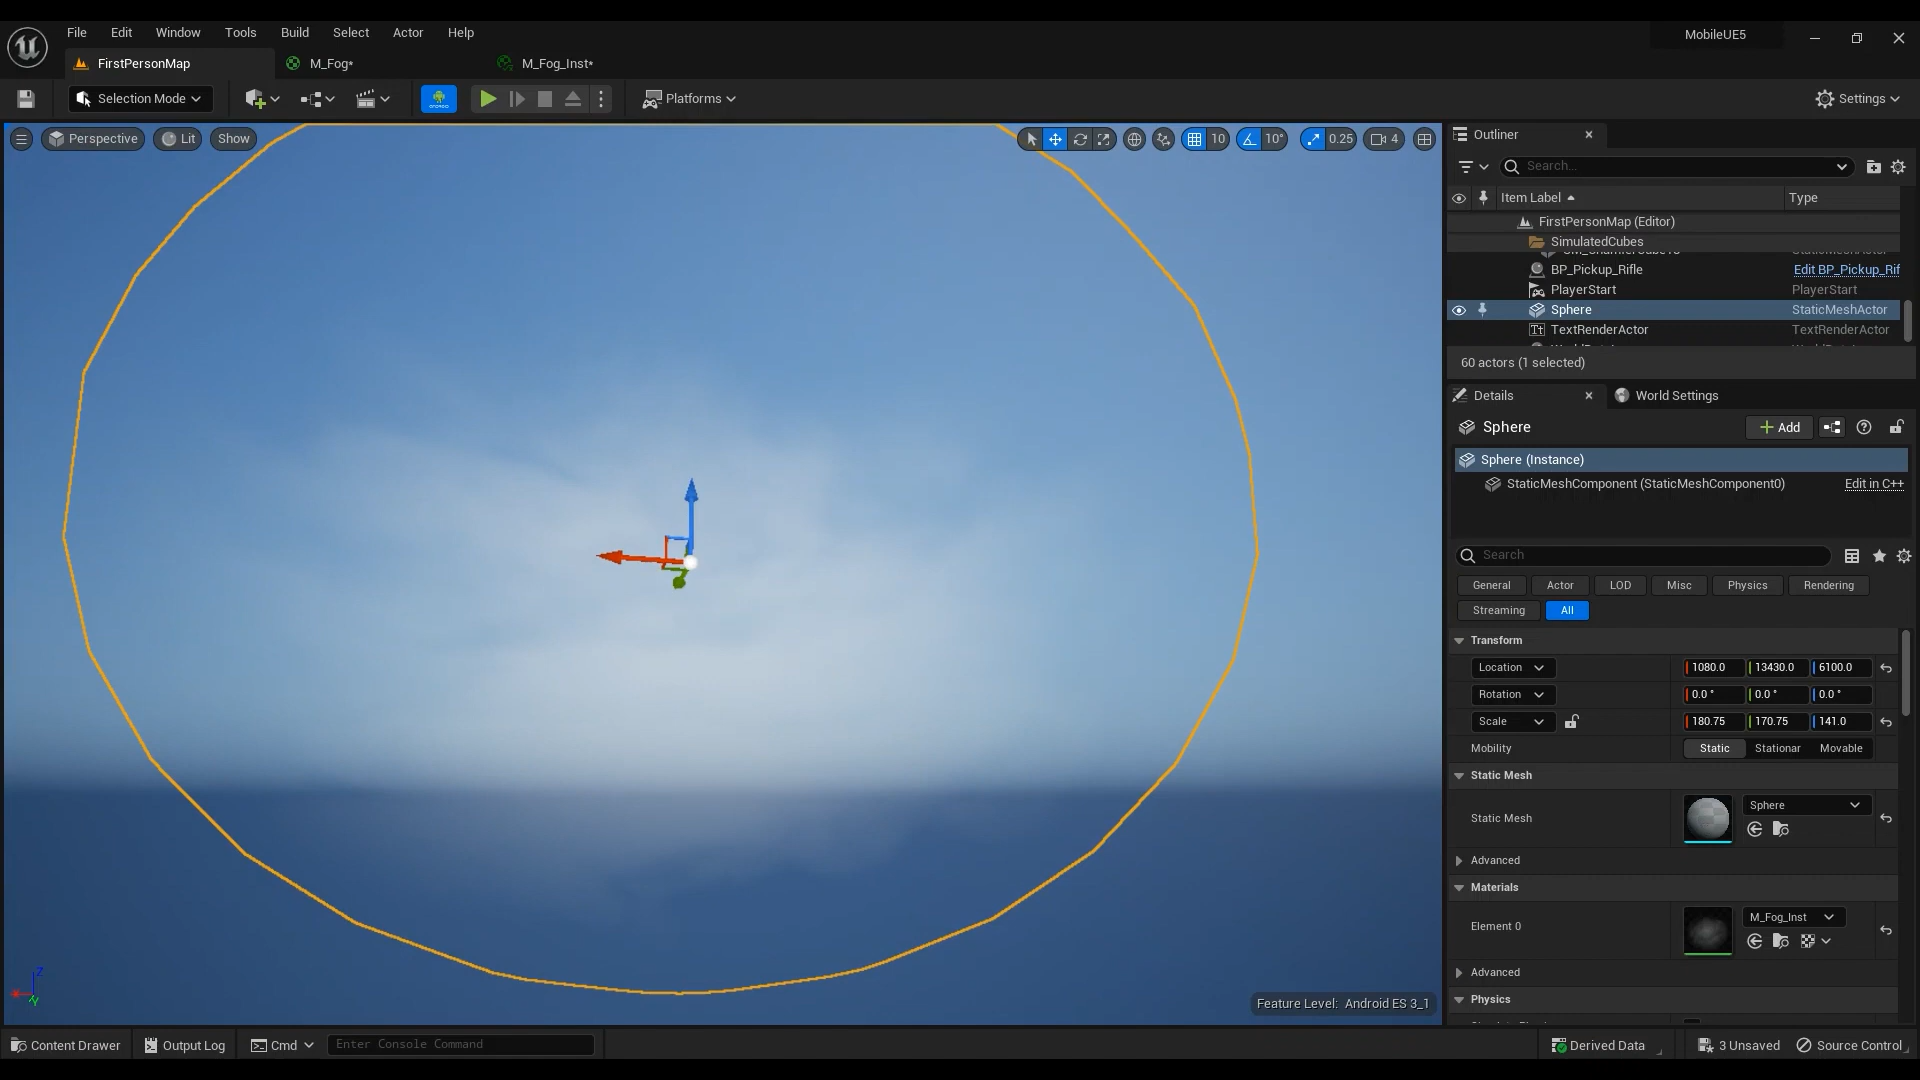 File Edit Window Tools Build Select Actor Help
MobileUE5
FirstPersonMap M_Fog* M_Fog_Inst*
Selection Mode Platforms Settings
Perspective Lit Show 10 10° 0.25 4
Outliner
Search...
Item Label Type
FirstPersonMap (Editor)
SimulatedCubes
BP_Pickup_Rifle Edit BP_Pickup_Rif
PlayerStart PlayerStart
Sphere StaticMeshActor
TextRenderActor TextRenderActor
60 actors (1 selected)
Details World Settings
Sphere Add
Sphere (Instance)
StaticMeshComponent (StaticMeshComponent0) Edit in C++
Search
General Actor LOD Misc Physics Rendering
Streaming All
Transform
Location 1080.0 13430.0 6100.0
Rotation 0.0 ° 0.0 ° 0.0 °
Scale 180.75 170.75 141.0
Mobility Static Stationar Movable
Static Mesh
Static Mesh Sphere
Advanced
Materials
Element 0 M_Fog_Inst
Advanced
Physics
Z
Y
Feature Level: Android ES 3_1
Content Drawer Output Log Cmd Enter Console Command Derived Data 3 Unsaved Source Control